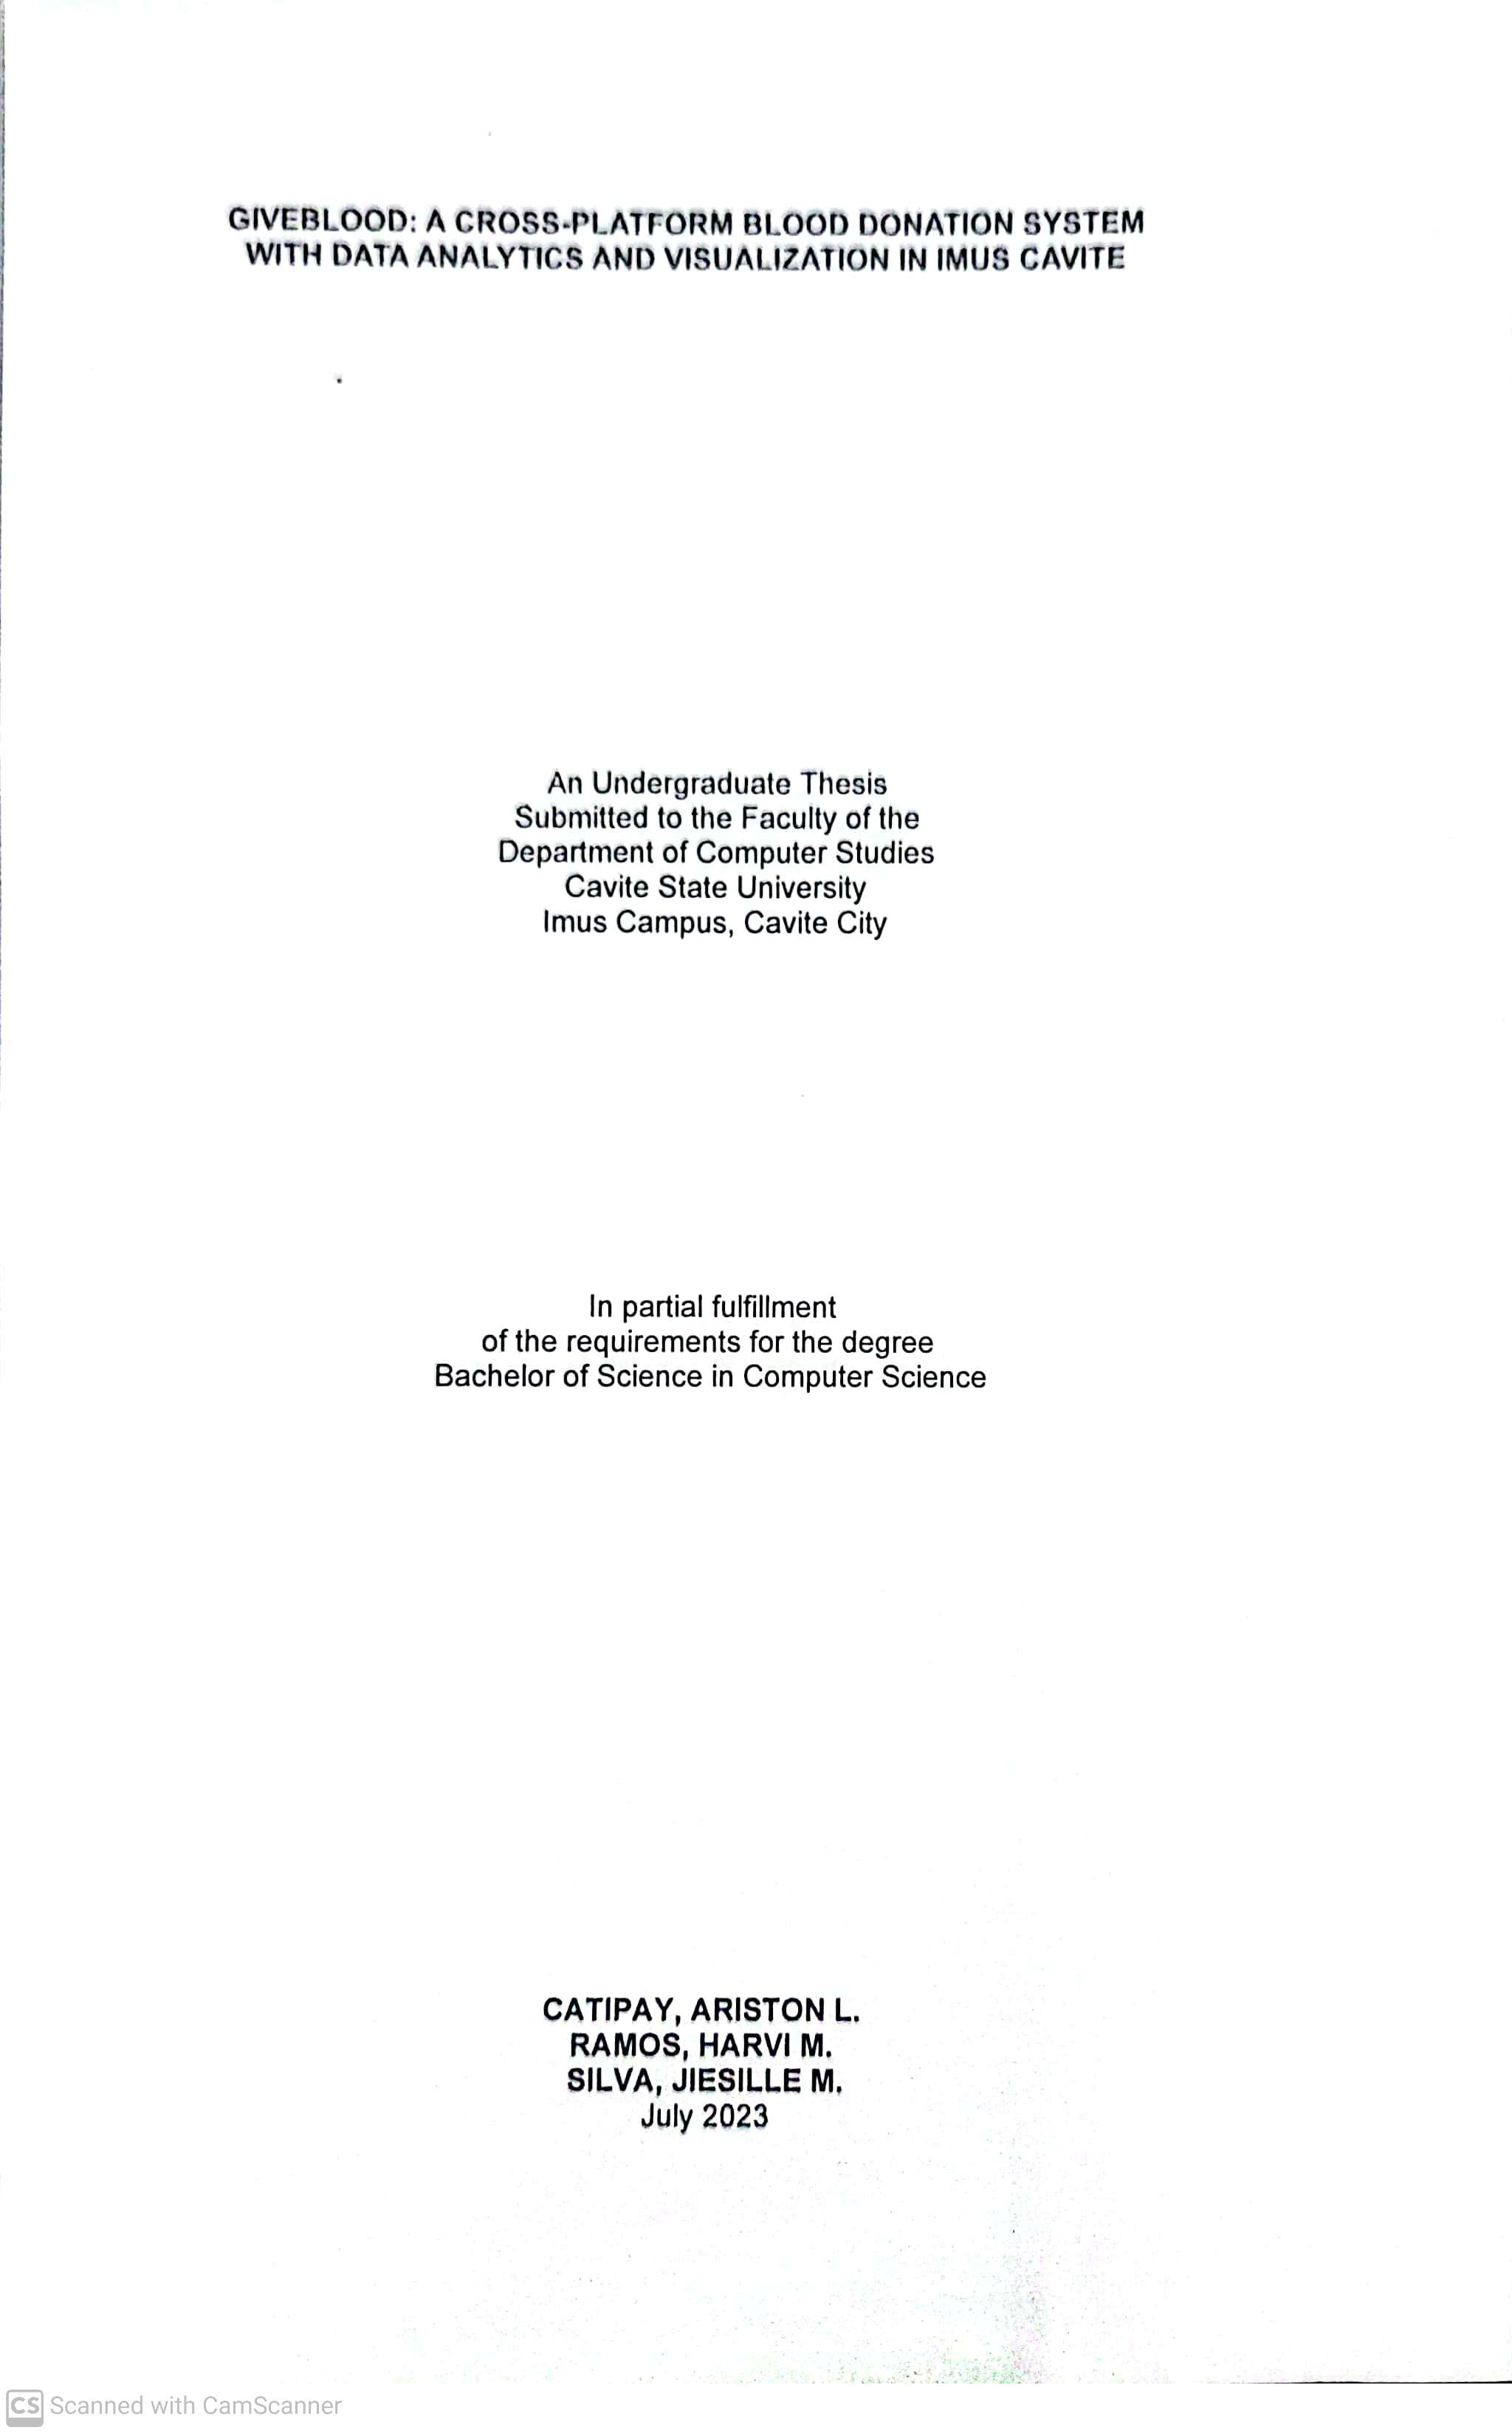 GIVEBLOOD: A CROSS-PLATFORM BLOOD DONATION SYSTEM
WITH DATA ANALYTICS AND VISUALIZATION IN IMUS CAVITE
An Undergraduate Thesis
Submitted to the Faculty of the
Department of Computer Studies
Cavite State University
Imus Campus, Cavite City
In partial fulfillment
of the requirements for the degree
Bachelor of Science in Computer Science
CATIPAY, ARISTON L.
RAMOS, HARVI M.
SILVA, JIESILLE M.
July 2023
CS Scanned with CamScanner